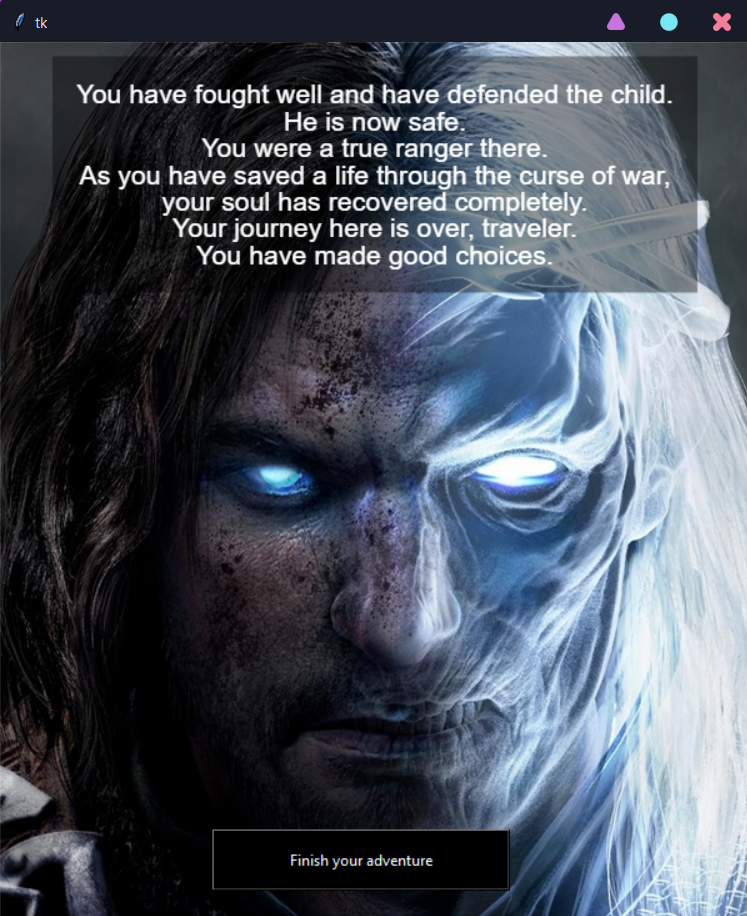 tk
You have fought well and have defended the child.
He is now safe.
You were a true ranger there.
As you have saved a life through the curse of war,
your soul has recovered completely.
Your journey here is over, traveler.
You have made good choices.
Finish your adventure